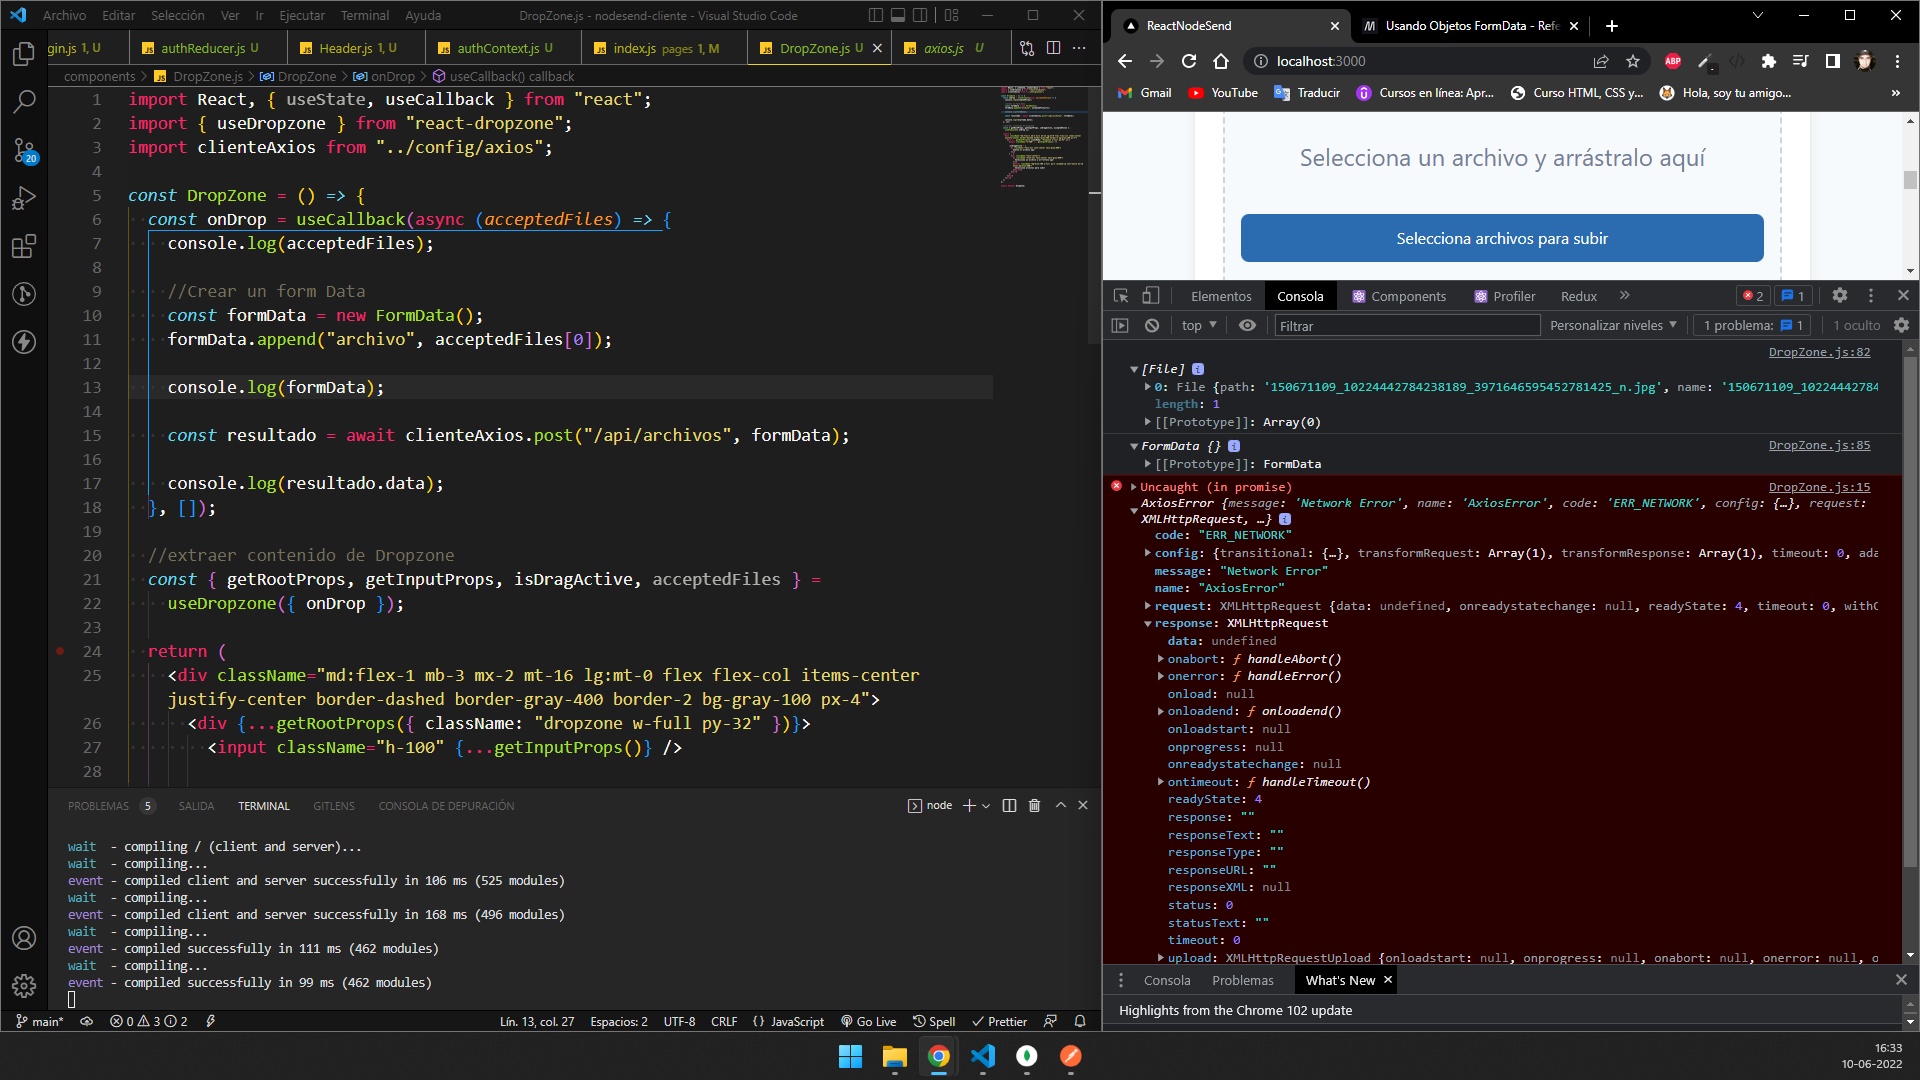 Archivo Editar Selección Ver Ir Ejecutar Terminal Ayuda DropZone.js - nodesend-cliente - Visual Studio Code
gin.js 1, U authReducer.js U Header.js 1, U authContext.js U index.js pages 1, M DropZone.js U axios.js U
components > DropZone.js > DropZone > onDrop > useCallback() callback
1 import React, { useState, useCallback } from "react";
2 import { useDropzone } from "react-dropzone";
3 import clienteAxios from "../config/axios";
4
5 const DropZone = () => {
6 const onDrop = useCallback(async (acceptedFiles) => {
7 console.log(acceptedFiles);
8
9 //Crear un form Data
10 const formData = new FormData();
11 formData.append("archivo", acceptedFiles[0]);
12
13 console.log(formData);
14
15 const resultado = await clienteAxios.post("/api/archivos", formData);
16
17 console.log(resultado.data);
18 }, []);
19
20 //extraer contenido de Dropzone
21 const { getRootProps, getInputProps, isDragActive, acceptedFiles } =
22 useDropzone({ onDrop });
23
24 return (
25 <div className="md:flex-1 mb-3 mx-2 mt-16 lg:mt-0 flex flex-col items-center
justify-center border-dashed border-gray-400 border-2 bg-gray-100 px-4">
26 <div {...getRootProps({ className: "dropzone w-full py-32" })}>
27 <input className="h-100" {...getInputProps()} />
28
20
PROBLEMAS 5 SALIDA TERMINAL GITLENS CONSOLA DE DEPURACIÓN node
wait - compiling / (client and server)...
wait - compiling...
event - compiled client and server successfully in 106 ms (525 modules)
wait - compiling...
event - compiled client and server successfully in 168 ms (496 modules)
wait - compiling...
event - compiled successfully in 111 ms (462 modules)
wait - compiling...
event - compiled successfully in 99 ms (462 modules)
main* 0 3 2 Lín. 13, col. 27 Espacios: 2 UTF-8 CRLF {} JavaScript Go Live Spell Prettier
ReactNodeSend Usando Objetos FormData - Refe
localhost:3000
ABP
Gmail YouTube Traducir Cursos en línea: Apr... Curso HTML, CSS y... Hola, soy tu amigo... »
Selecciona un archivo y arrástralo aquí
Selecciona archivos para subir
Elementos Consola Components Profiler Redux » 2 1
top Filtrar Personalizar niveles 1 problema: 1 1 oculto
DropZone.js:82
[File] i
0: File {path: '150671109_10224442784238189_3971646595452781425_n.jpg', name: '150671109_10224442784
length: 1
[[Prototype]]: Array(0)
FormData {} i DropZone.js:85
[[Prototype]]: FormData
Uncaught (in promise) DropZone.js:15
AxiosError {message: 'Network Error', name: 'AxiosError', code: 'ERR_NETWORK', config: {…}, request:
XMLHttpRequest, …} i
code: "ERR_NETWORK"
config: {transitional: {…}, transformRequest: Array(1), transformResponse: Array(1), timeout: 0, ada
message: "Network Error"
name: "AxiosError"
request: XMLHttpRequest {data: undefined, onreadystatechange: null, readyState: 4, timeout: 0, withC
response: XMLHttpRequest
data: undefined
onabort: ƒ handleAbort()
onerror: ƒ handleError()
onload: null
onloadend: ƒ onloadend()
onloadstart: null
onprogress: null
onreadystatechange: null
ontimeout: ƒ handleTimeout()
readyState: 4
response: ""
responseText: ""
responseType: ""
responseURL: ""
responseXML: null
status: 0
statusText: ""
timeout: 0
upload: XMLHttpRequestUpload {onloadstart: null, onprogress: null, onabort: null, onerror: null, o
Consola Problemas What's New
Highlights from the Chrome 102 update
16:33
10-06-2022